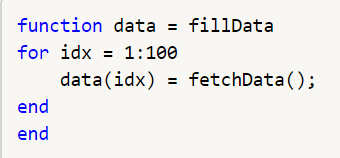 function data = fillData
for idx = 1:100
    data(idx) = fetchData();
end
end